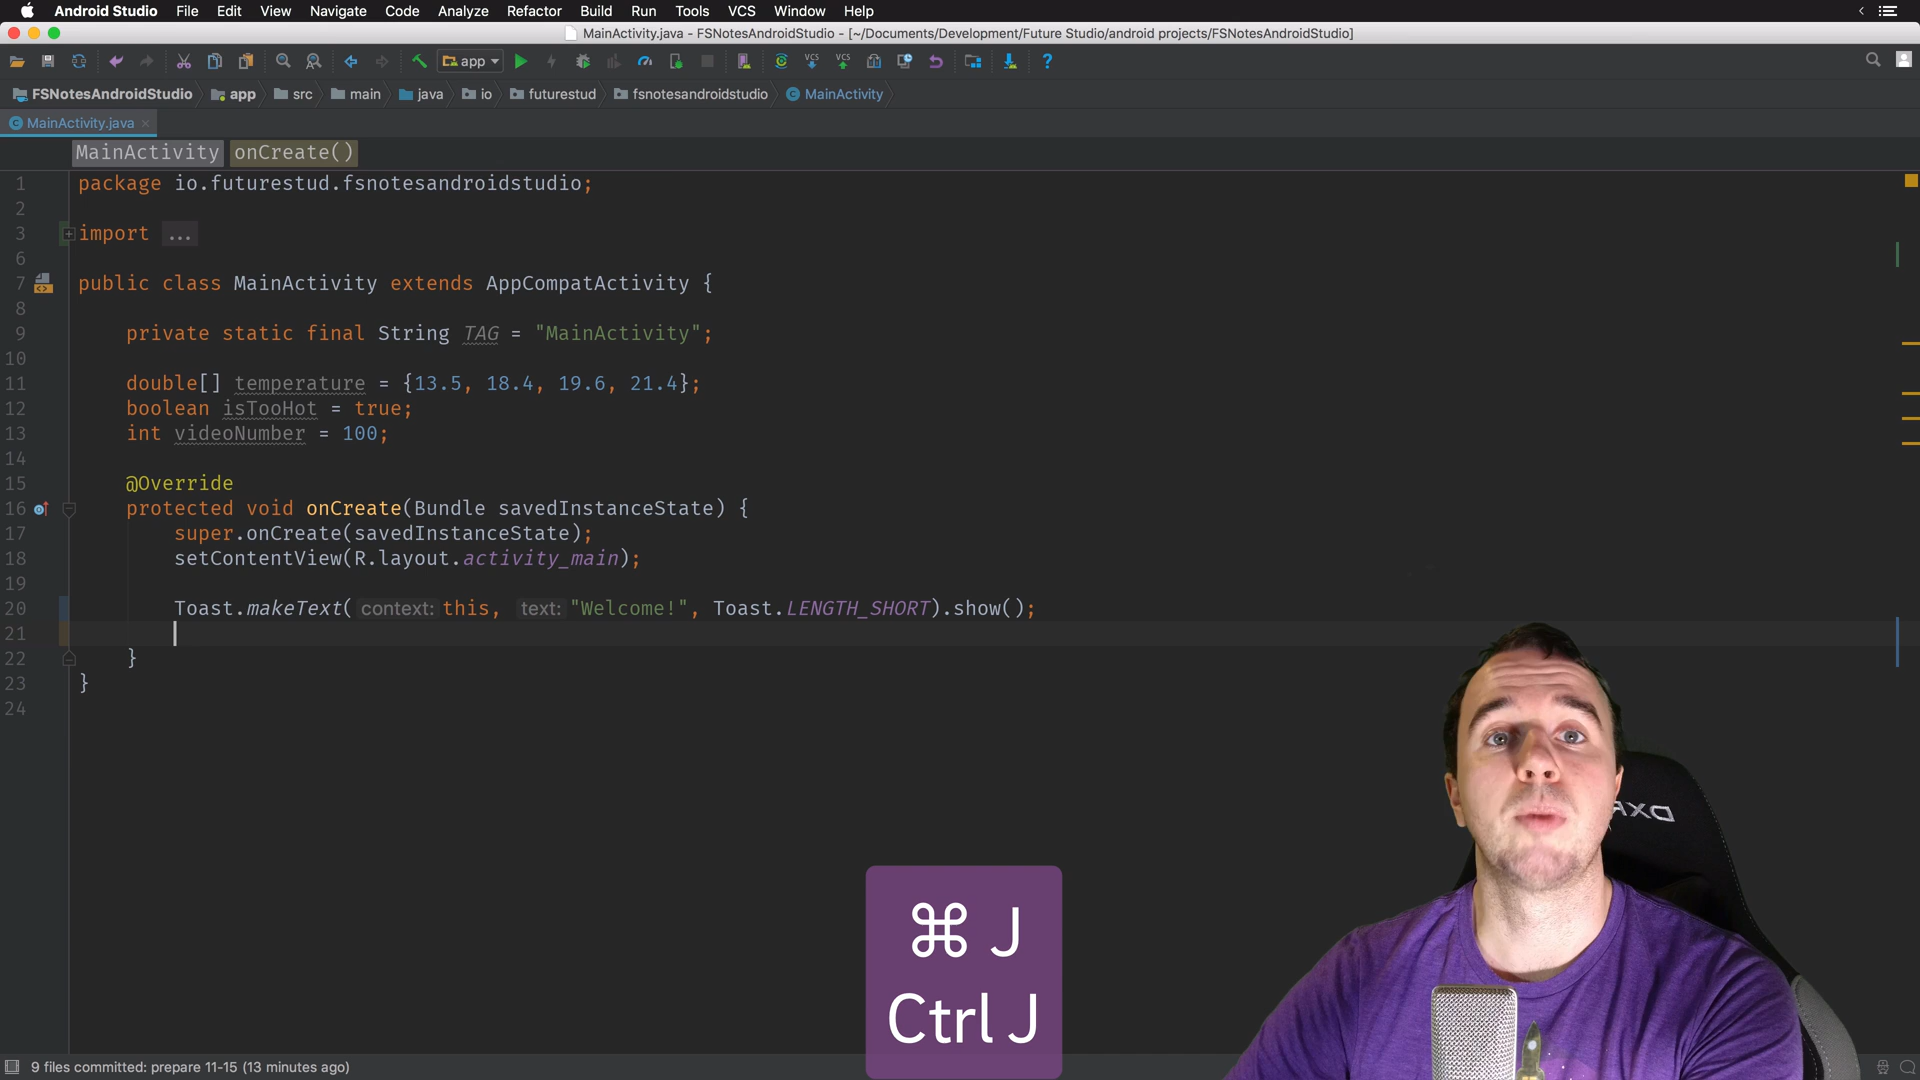 Android Studio File Edit View Navigate Code Analyze Refactor Build Run Tools VCS Window Help
MainActivity.java - FSNotesAndroidStudio - [~/Documents/Development/Future Studio/android projects/FSNotesAndroidStudio]
app VCS VCS ?
FSNotesAndroidStudio app src main java io futurestud fsnotesandroidstudio MainActivity
MainActivity.java
MainActivity onCreate()
1 package io.futurestud.fsnotesandroidstudio;
2
3 import ...
6
7 public class MainActivity extends AppCompatActivity {
8
9 private static final String TAG = "MainActivity";
10
11 double[] temperature = {13.5, 18.4, 19.6, 21.4};
12 boolean isTooHot = true;
13 int videoNumber = 100;
14
15 @Override
16 protected void onCreate(Bundle savedInstanceState) {
17 super.onCreate(savedInstanceState);
18 setContentView(R.layout.activity_main);
19
20 Toast.makeText( context: this, text: "Welcome!", Toast.LENGTH_SHORT).show();
21
22 }
23 }
24
⌘ J
Ctrl J
9 files committed: prepare 11-15 (13 minutes ago)